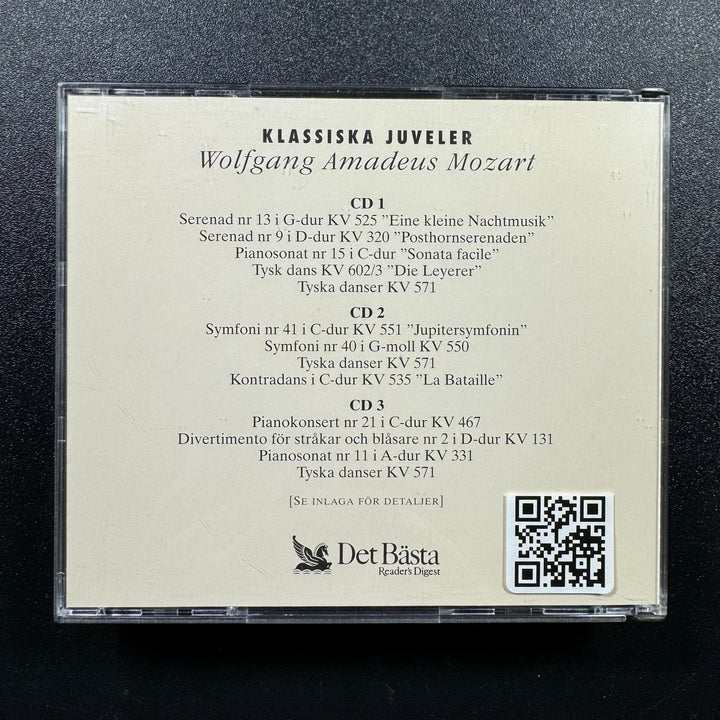 KLASSISKA JUVELER
Wolfgang Amadeus Mozart
CD 1
Serenad nr 13 i G-dur KV 525 ”Eine kleine Nachtmusik”
Serenad nr 9 i D-dur KV 320 ”Posthornserenaden”
Pianosonat nr 15 i C-dur ”Sonata facile”
Tysk dans KV 602/3 ”Die Leyerer”
Tyska danser KV 571
CD 2
Symfoni nr 41 i C-dur KV 551 ”Jupitersymfonin”
Symfoni nr 40 i G-moll KV 550
Tyska danser KV 571
Kontradans i C-dur KV 535 ”La Bataille”
CD 3
Pianokonsert nr 21 i C-dur KV 467
Divertimento för stråkar och blåsare nr 2 i D-dur KV 131
Pianosonat nr 11 i A-dur KV 331
Tyska danser KV 571
[SE INLAGA FÖR DETALJER]
Det Bästa
Reader's Digest